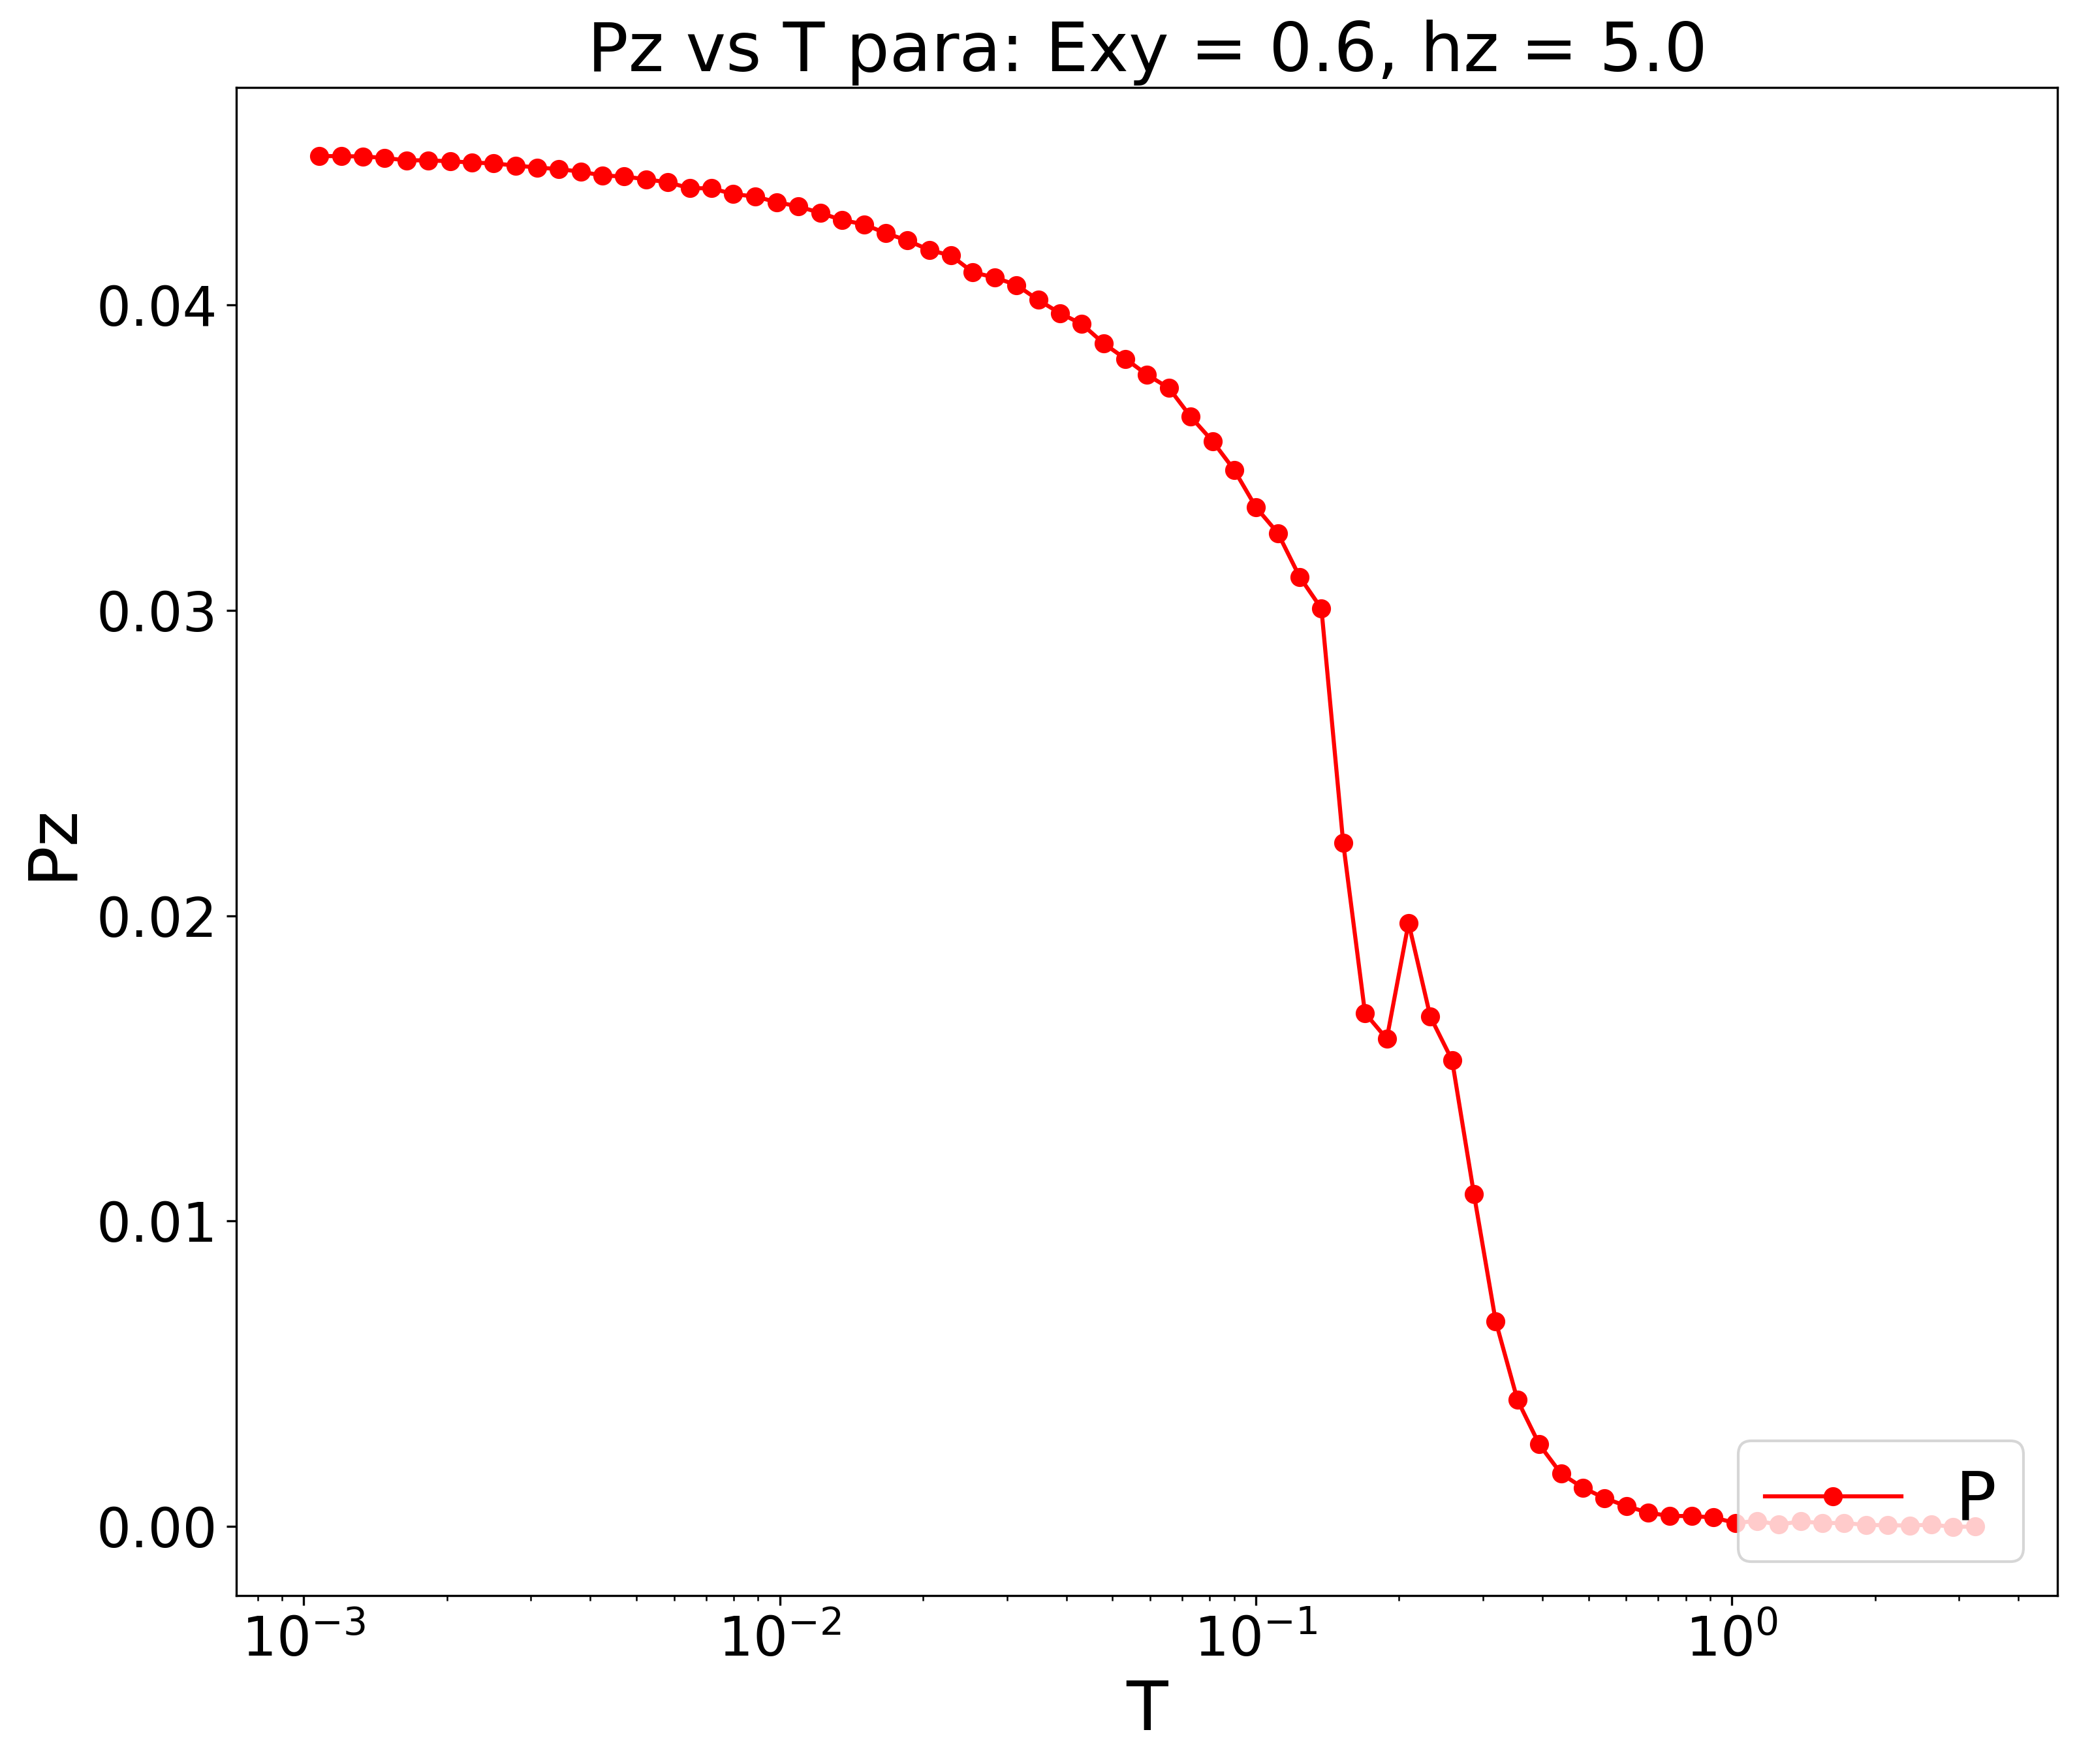 Pz vs T para: Exy = 0.6, hz = 5.0
Pz
0.04
0.03
0.02
0.01
0.00
P
10⁻³ 10⁻² 10⁻¹ 10⁰
T